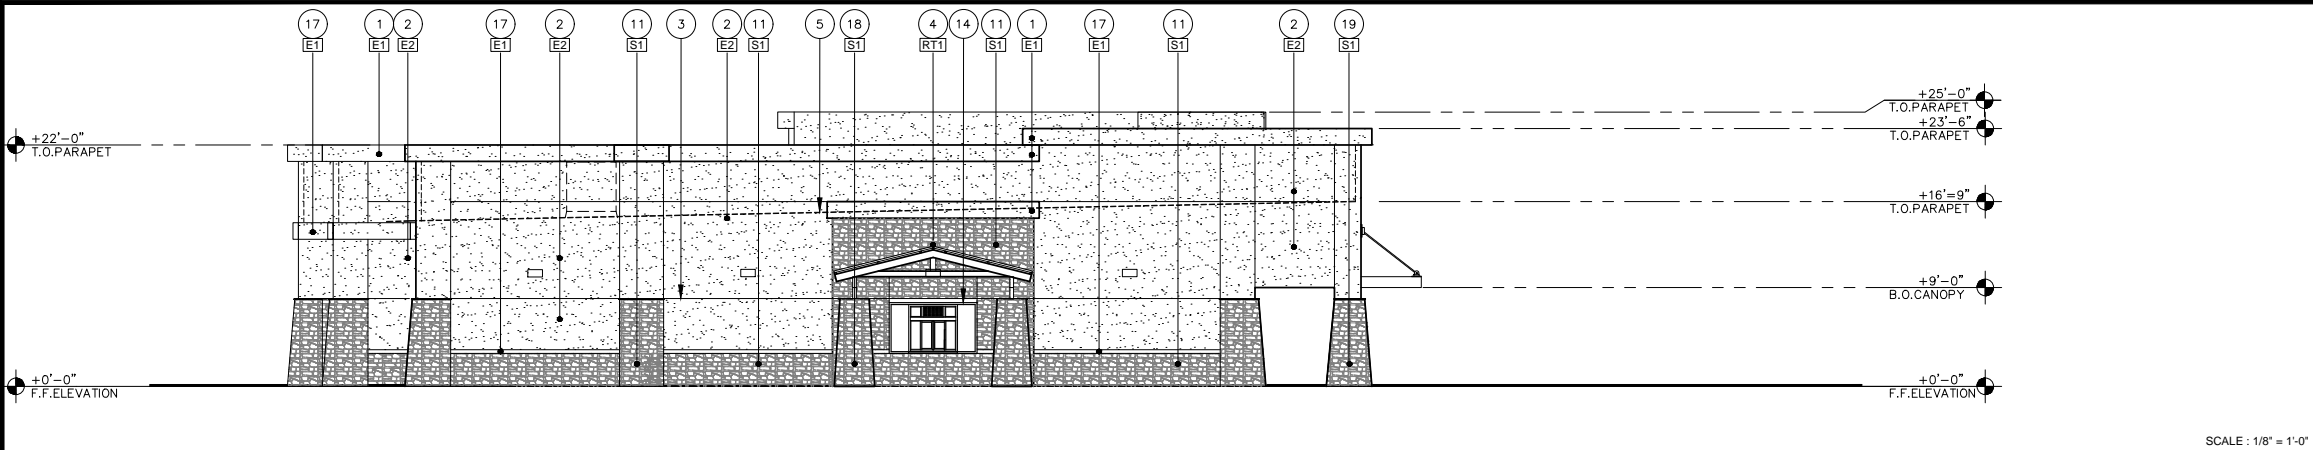 17 1 2 17 2 11 3 2 11 5 18 4 14 11 1 17 11 2 19
E1 E1 E2 E1 E2 S1 E2 S1 S1 RT1 S1 E1 E1 S1 E2 S1
+25'-0"
T.O.PARAPET
+23'-6"
T.O.PARAPET
+22'-0"
T.O.PARAPET
+16'=9"
T.O.PARAPET
+9'-0"
B.O.CANOPY
+0'-0"
F.F.ELEVATION
+0'-0"
F.F.ELEVATION
SCALE : 1/8" = 1'-0"